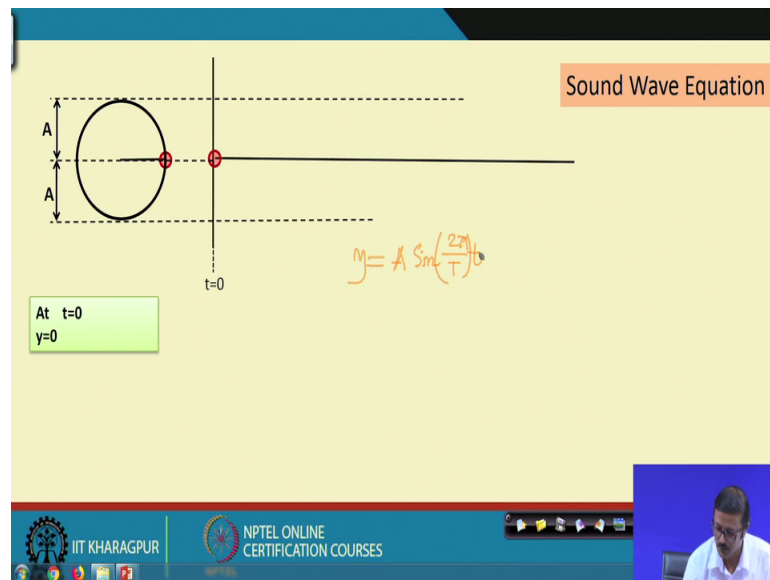 Sound Wave Equation
A
A
t=0
y = A Sin(2π/T)t
At t=0
y=0
IIT KHARAGPUR
NPTEL ONLINE
CERTIFICATION COURSES